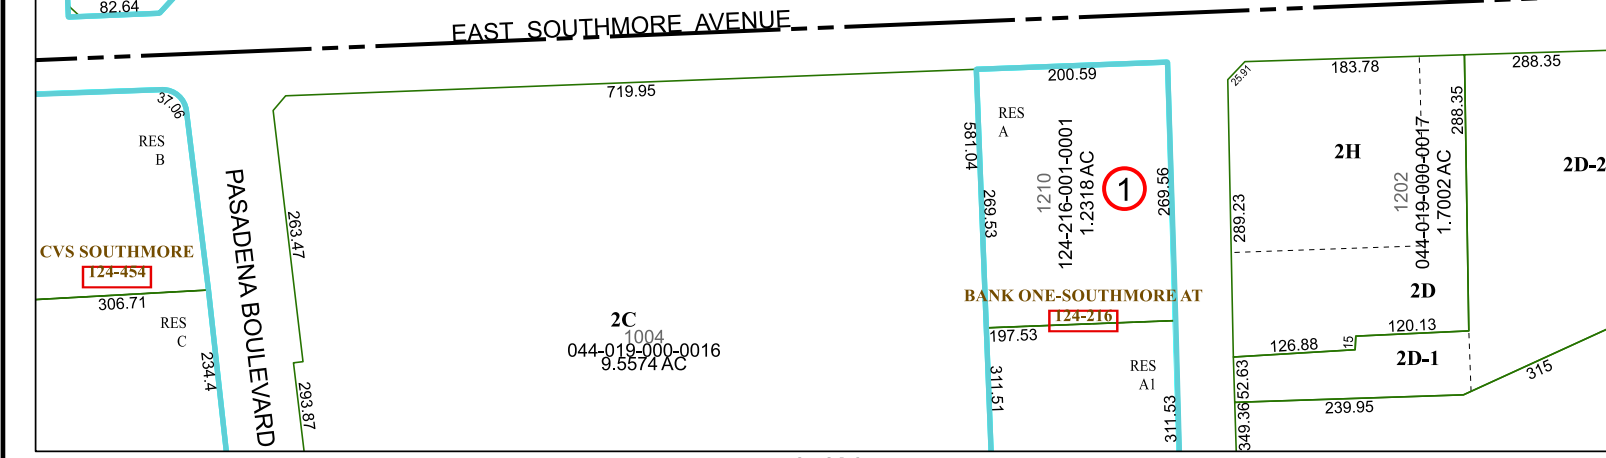 82.64
EAST SOUTHMORE AVENUE
37.06
RES
B
PASADENA BOULEVARD
CVS SOUTHMORE
124-454
306.71
RES
C
234.4
263.47
293.87
719.95
2C
1004
044-019-000-0016
9.5574 AC
581.04
200.59
RES
A
1210
124-216-001-0001
1.2318 AC
1
269.53
269.56
BANK ONE-SOUTHMORE AT
124-216
197.53
RES
A1
311.51
311.53
25.91
183.78
288.35
288.35
2H
1202
044-019-000-0017
1.7002 AC
2D-2
289.23
2D
120.13
126.88
15
2D-1
52.63
315
239.95
349.36